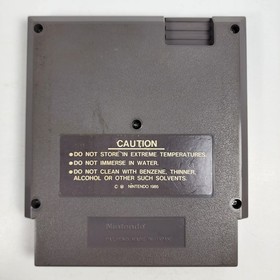 CAUTION
•DO NOT STORE IN EXTREME TEMPERATURES.
•DO NOT IMMERSE IN WATER.
•DO NOT CLEAN WITH BENZENE, THINNER,
ALCOHOL OR OTHER SUCH SOLVENTS.
© ® NINTENDO 1985
Nintendo